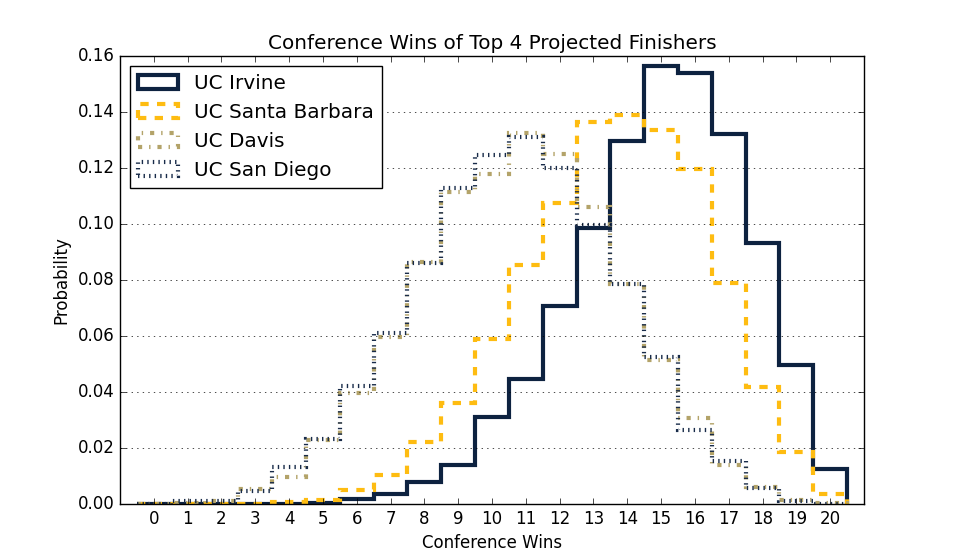 Conference Wins of Top 4 Projected Finishers
0.16
0.14
0.12
0.10
0.08
0.06
0.04
0.02
0.00
Probability
UC Irvine
UC Santa Barbara
UC Davis
UC San Diego
0 1 2 3 4 5 6 7 8 9 10 11 12 13 14 15 16 17 18 19 20
Conference Wins